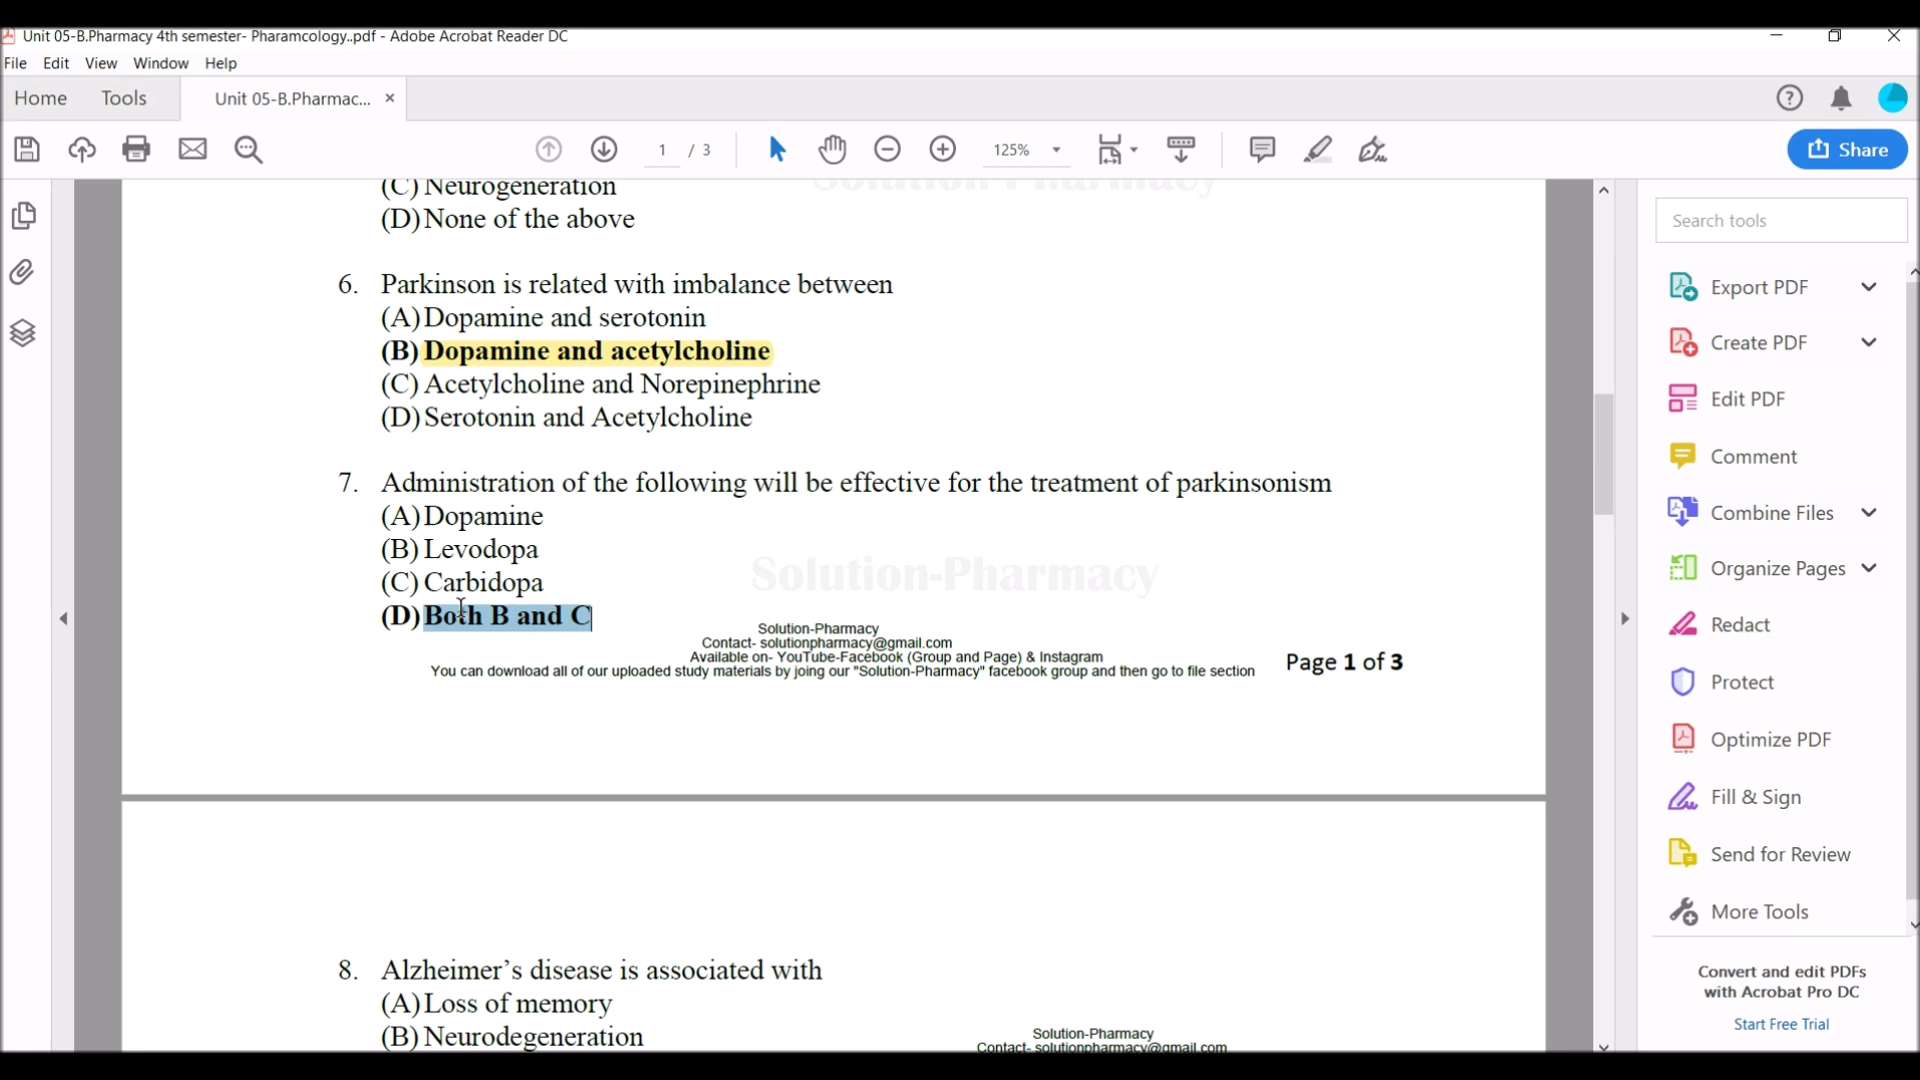 Unit 05-B.Pharmacy 4th semester- Pharamcology..pdf - Adobe Acrobat Reader DC
File Edit View Window Help
Home Tools Unit 05-B.Pharmac... ×
1 / 3 125% Share
Solution-Pharmacy
(C) Neurogeneration
(D) None of the above
6. Parkinson is related with imbalance between
(A) Dopamine and serotonin
(B) Dopamine and acetylcholine
(C) Acetylcholine and Norepinephrine
(D) Serotonin and Acetylcholine
7. Administration of the following will be effective for the treatment of parkinsonism
(A) Dopamine
(B) Levodopa
(C) Carbidopa
(D) Both B and C
Solution-Pharmacy
Solution-Pharmacy
Contact- solutionpharmacy@gmail.com
Available on- YouTube-Facebook (Group and Page) & Instagram
You can download all of our uploaded study materials by joing our "Solution-Pharmacy" facebook group and then go to file section
Page 1 of 3
8. Alzheimer’s disease is associated with
(A) Loss of memory
(B) Neurodegeneration
Solution-Pharmacy
Contact- solutionpharmacy@gmail.com
Search tools
Export PDF
Create PDF
Edit PDF
Comment
Combine Files
Organize Pages
Redact
Protect
Optimize PDF
Fill & Sign
Send for Review
More Tools
Convert and edit PDFs
with Acrobat Pro DC
Start Free Trial